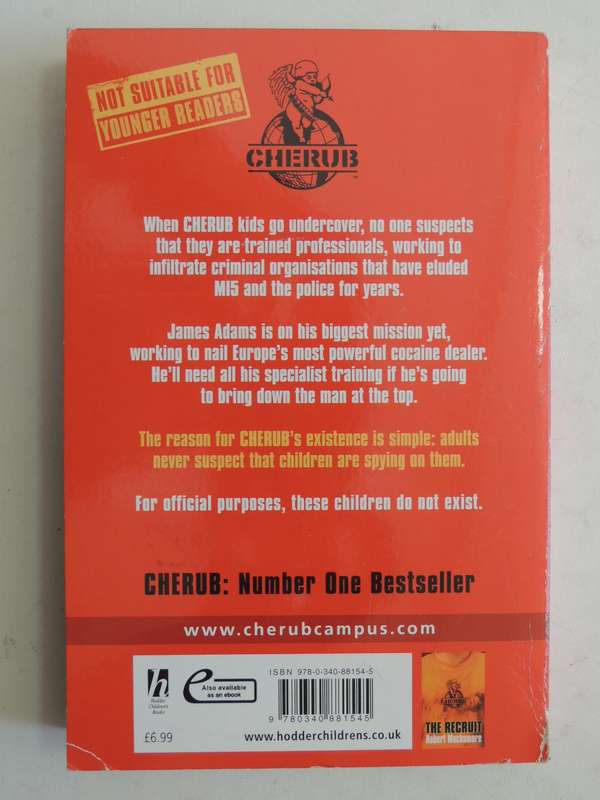 NOT SUITABLE FOR
YOUNGER READERS
CHERUB
™
When CHERUB kids go undercover, no one suspects
that they are trained professionals, working to
infiltrate criminal organisations that have eluded
MI5 and the police for years.
James Adams is on his biggest mission yet,
working to nail Europe's most powerful cocaine dealer.
He'll need all his specialist training if he's going
to bring down the man at the top.
The reason for CHERUB's existence is simple: adults
never suspect that children are spying on them.
For official purposes, these children do not exist.
CHERUB: Number One Bestseller
www.cherubcampus.com
h
Hodder
Children's
Books
£6.99
e
Also available
as an ebook
ISBN 978-0-340-88154-5
9 780340 881545
www.hodderchildrens.co.uk
CHERUB
THE RECRUIT
Robert Muchamore